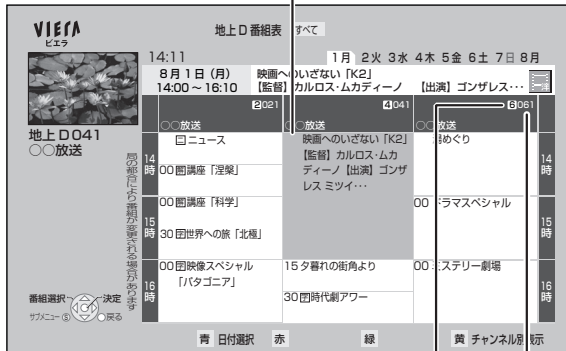 VIErA
ビエラ
地上D 番組表 すべて
14:11
1月 2火 3水 4木 5金 6土 7日 8月
8月 1日 (月) 映画へのいざない「K2」
14:00~16:10 【監督】カルロス・ムカディーノ 【出演】ゴンザレス・・・
地上D041
○○放送
局の都合により番組が変更される場合があります
2021
○○放送
4041
○○放送
6061
○○放送
14時
ニュース
00 字講座「涅槃」
映画へのいざない「K2」
【監督】カルロス・ムカ
ディーノ【出演】ゴンザ
レス ミツイ・・・
めぐり
14時
15時
00 字講座「科学」
30 字世界への旅「北極」
00 ドラマスペシャル
15時
16時
00 字映像スペシャル
「パタゴニア」
15 夕暮れの街角より
30 字時代劇アワー
00 ミステリー劇場
16時
番組選択 決定
サブメニュー Ⓢ 戻る
青 日付選択 赤 緑 黄 チャンネル別表示